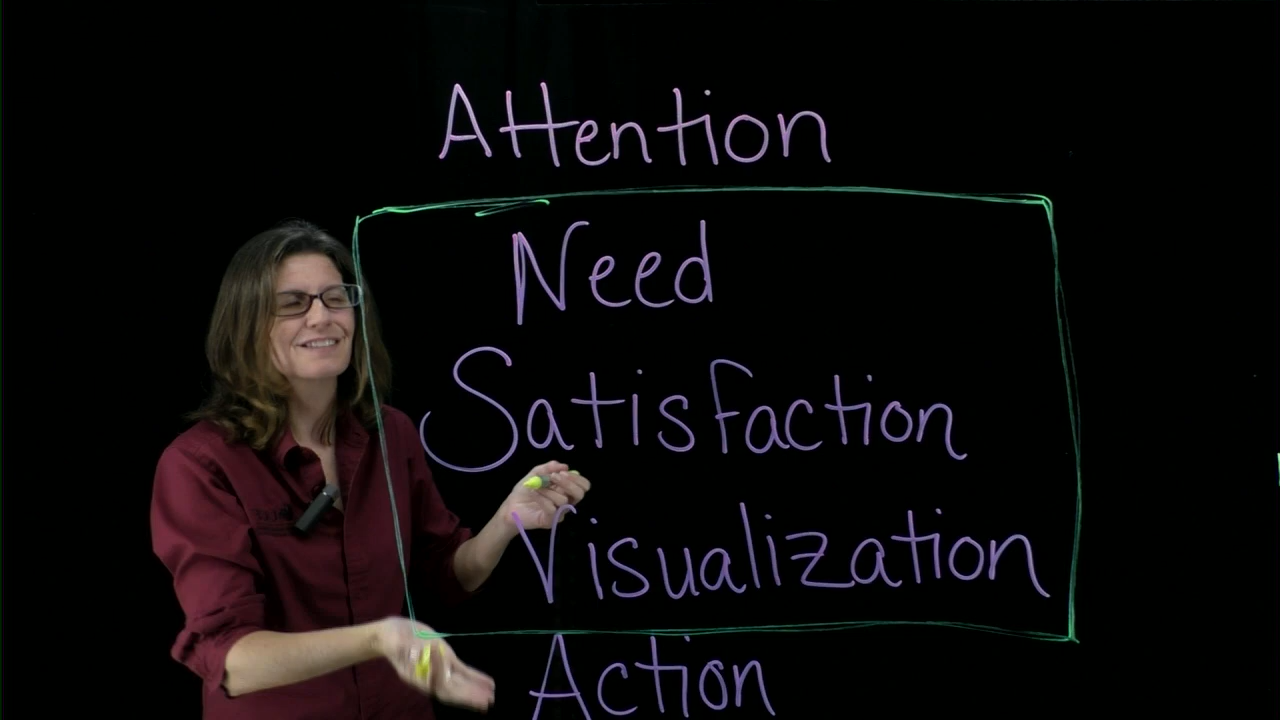 Attention
Need
Satisfaction
Visualization
Action